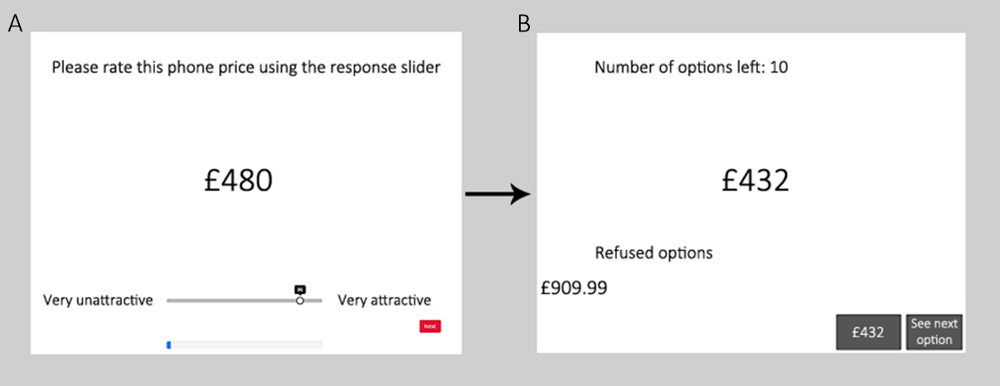 A
Please rate this phone price using the response slider
£480
Very unattractive
Very attractive
Next
B
Number of options left: 10
£432
Refused options
£909.99
£432
See next
option